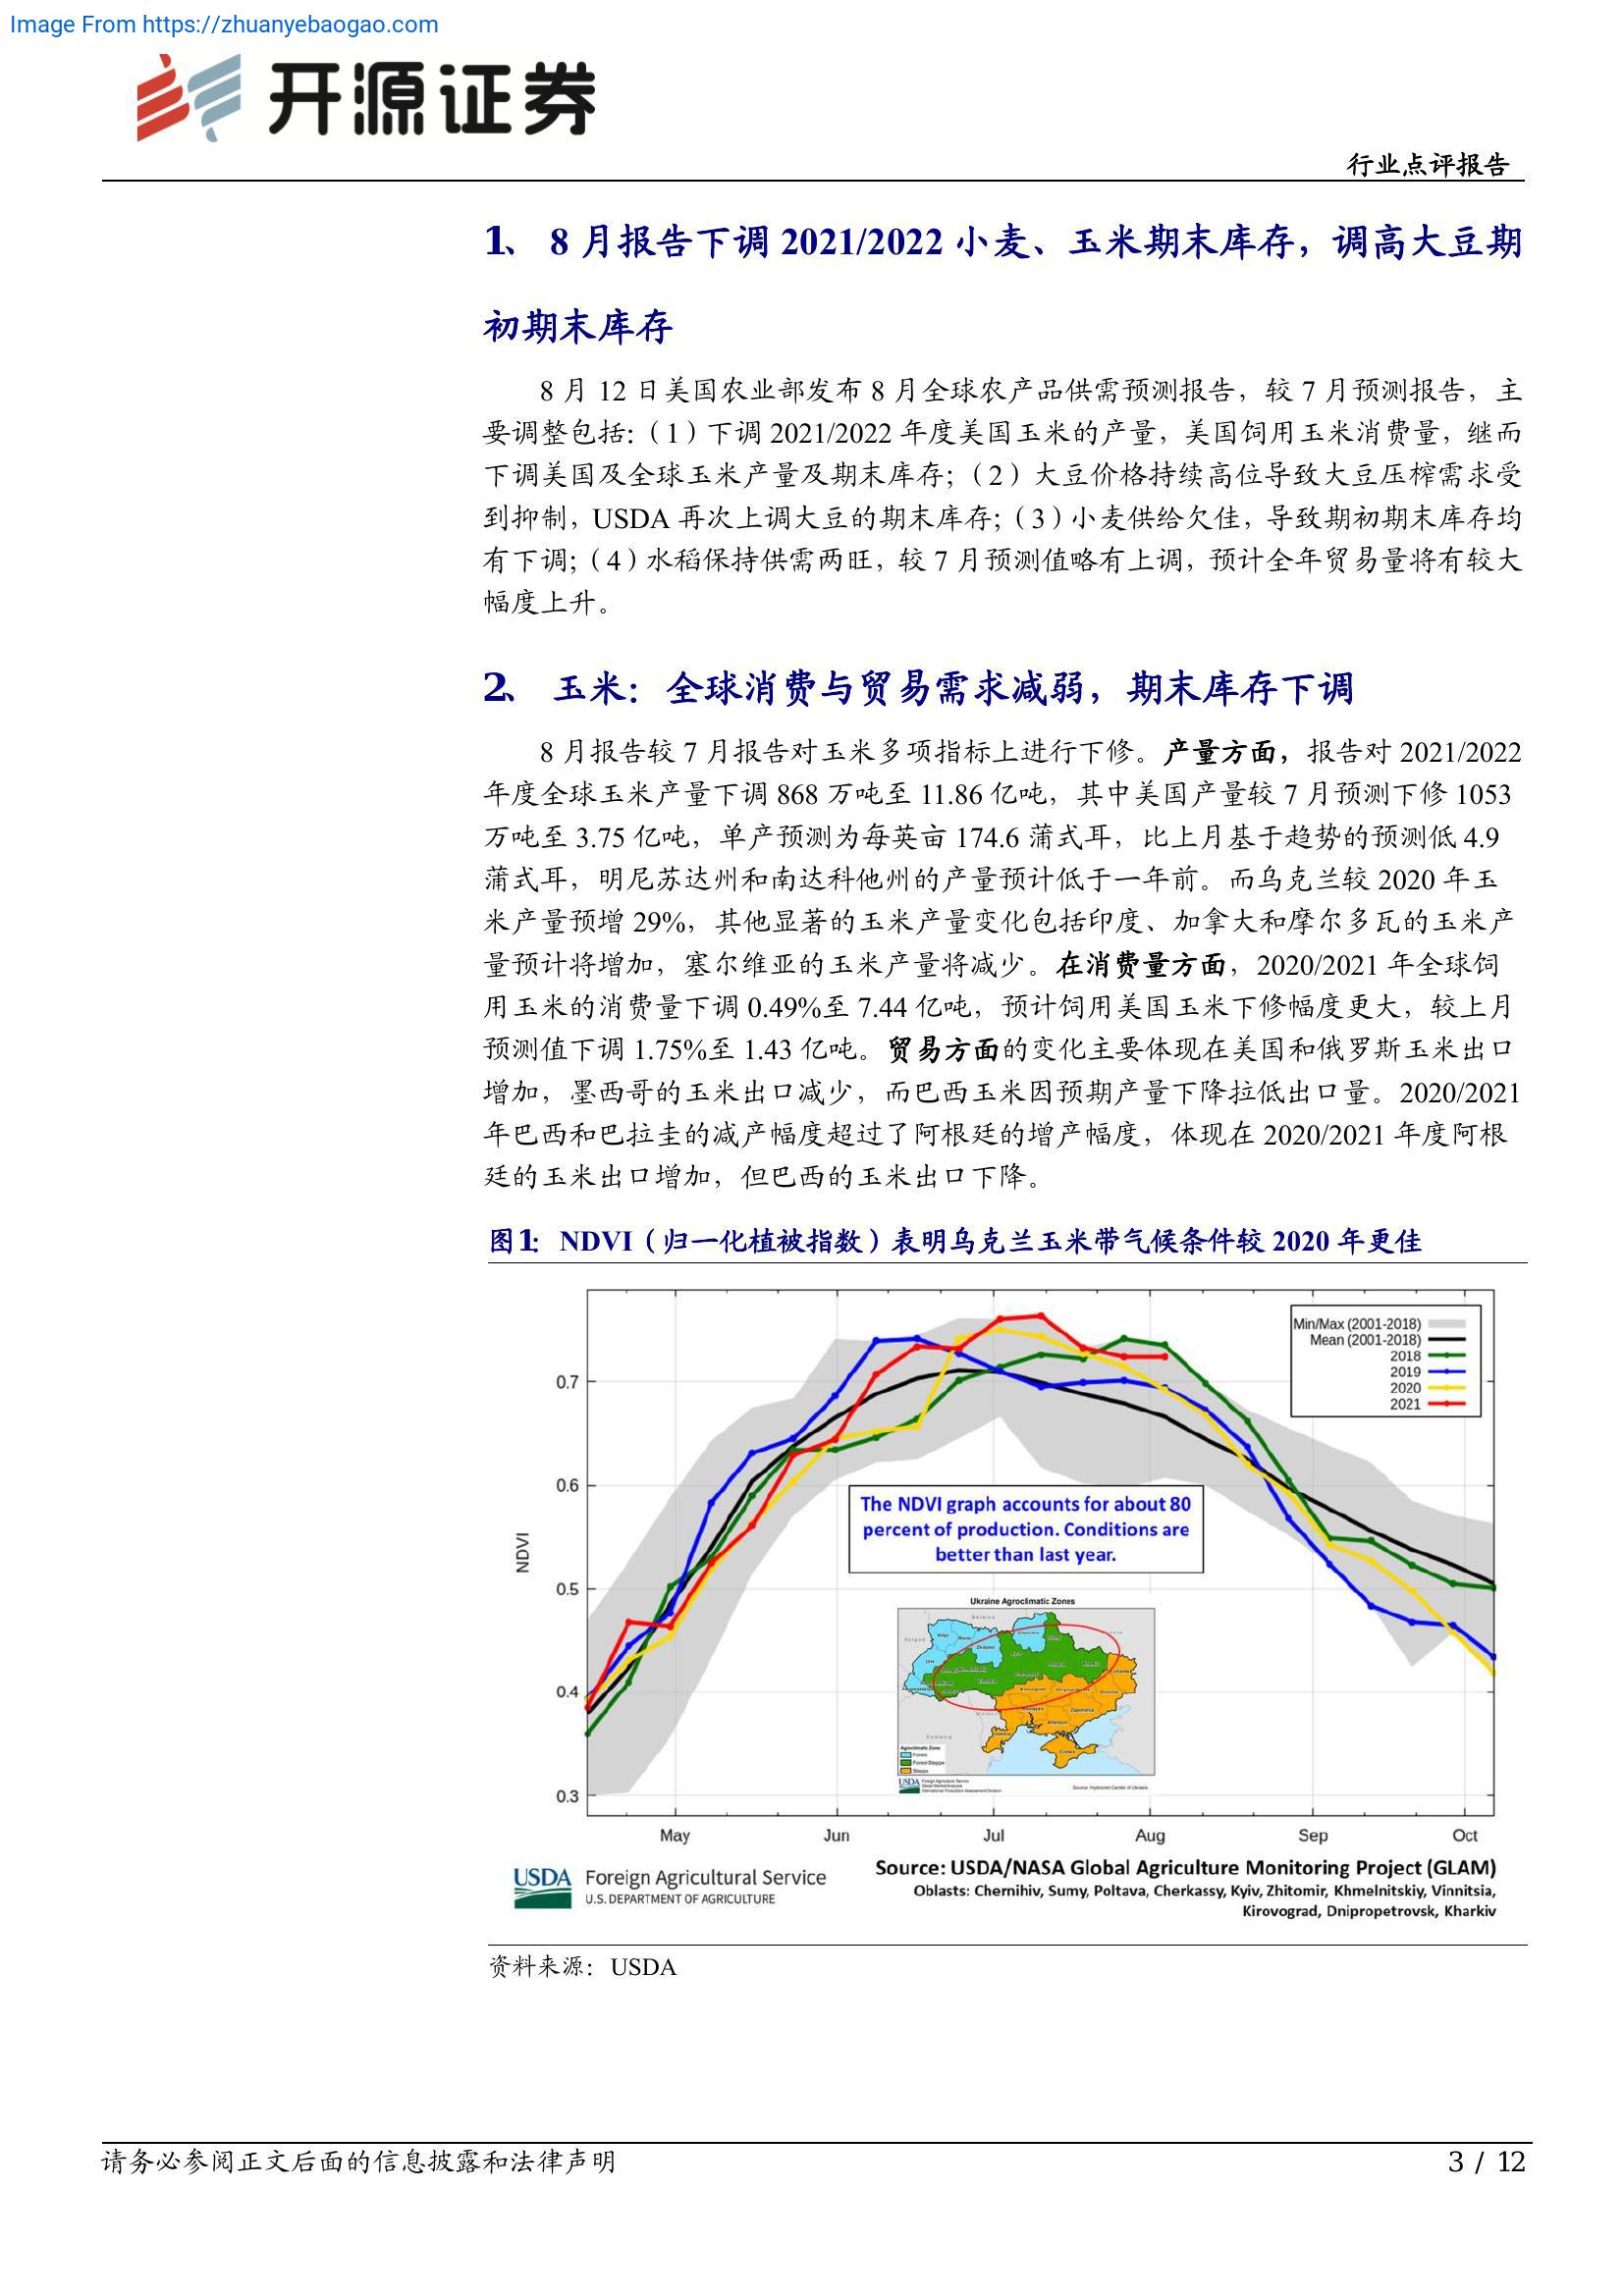 Image From https://zhuanyebaogao.com
开源证券
行业点评报告
1、 8 月报告下调 2021/2022 小麦、玉米期末库存，调高大豆期
初期末库存
8 月 12 日美国农业部发布 8 月全球农产品供需预测报告，较 7 月预测报告，主
要调整包括:（1）下调 2021/2022 年度美国玉米的产量，美国饲用玉米消费量，继而
下调美国及全球玉米产量及期末库存;（2）大豆价格持续高位导致大豆压榨需求受
到抑制，USDA 再次上调大豆的期末库存;（3）小麦供给欠佳，导致期初期末库存均
有下调;（4）水稻保持供需两旺，较 7 月预测值略有上调，预计全年贸易量将有较大
幅度上升。
2、 玉米：全球消费与贸易需求减弱，期末库存下调
8 月报告较 7 月报告对玉米多项指标上进行下修。产量方面，报告对 2021/2022
年度全球玉米产量下调 868 万吨至 11.86 亿吨，其中美国产量较 7 月预测下修 1053
万吨至 3.75 亿吨，单产预测为每英亩 174.6 蒲式耳，比上月基于趋势的预测低 4.9
蒲式耳，明尼苏达州和南达科他州的产量预计低于一年前。而乌克兰较 2020 年玉
米产量预增 29%，其他显著的玉米产量变化包括印度、加拿大和摩尔多瓦的玉米产
量预计将增加，塞尔维亚的玉米产量将减少。在消费量方面，2020/2021 年全球饲
用玉米的消费量下调 0.49%至 7.44 亿吨，预计饲用美国玉米下修幅度更大，较上月
预测值下调 1.75%至 1.43 亿吨。贸易方面的变化主要体现在美国和俄罗斯玉米出口
增加，墨西哥的玉米出口减少，而巴西玉米因预期产量下降拉低出口量。2020/2021
年巴西和巴拉圭的减产幅度超过了阿根廷的增产幅度，体现在 2020/2021 年度阿根
廷的玉米出口增加，但巴西的玉米出口下降。
图1: NDVI（归一化植被指数）表明乌克兰玉米带气候条件较 2020 年更佳
Min/Max (2001-2018)
Mean (2001-2018)
2018
2019
2020
2021
0.7
0.6
0.5
0.4
0.3
NDVI
The NDVI graph accounts for about 80
percent of production. Conditions are
better than last year.
Ukraine Agroclimatic Zones
Agroclimatic Zone
Forest
Forest-Steppe
Steppe
USDA
Source: Hydromet Center of Ukraine
May Jun Jul Aug Sep Oct
USDA Foreign Agricultural Service
U.S. DEPARTMENT OF AGRICULTURE
Source: USDA/NASA Global Agriculture Monitoring Project (GLAM)
Oblasts: Chernihiv, Sumy, Poltava, Cherkassy, Kyiv, Zhitomir, Khmelnitskiy, Vinnitsia,
Kirovograd, Dnipropetrovsk, Kharkiv
资料来源：USDA
请务必参阅正文后面的信息披露和法律声明
3 / 12